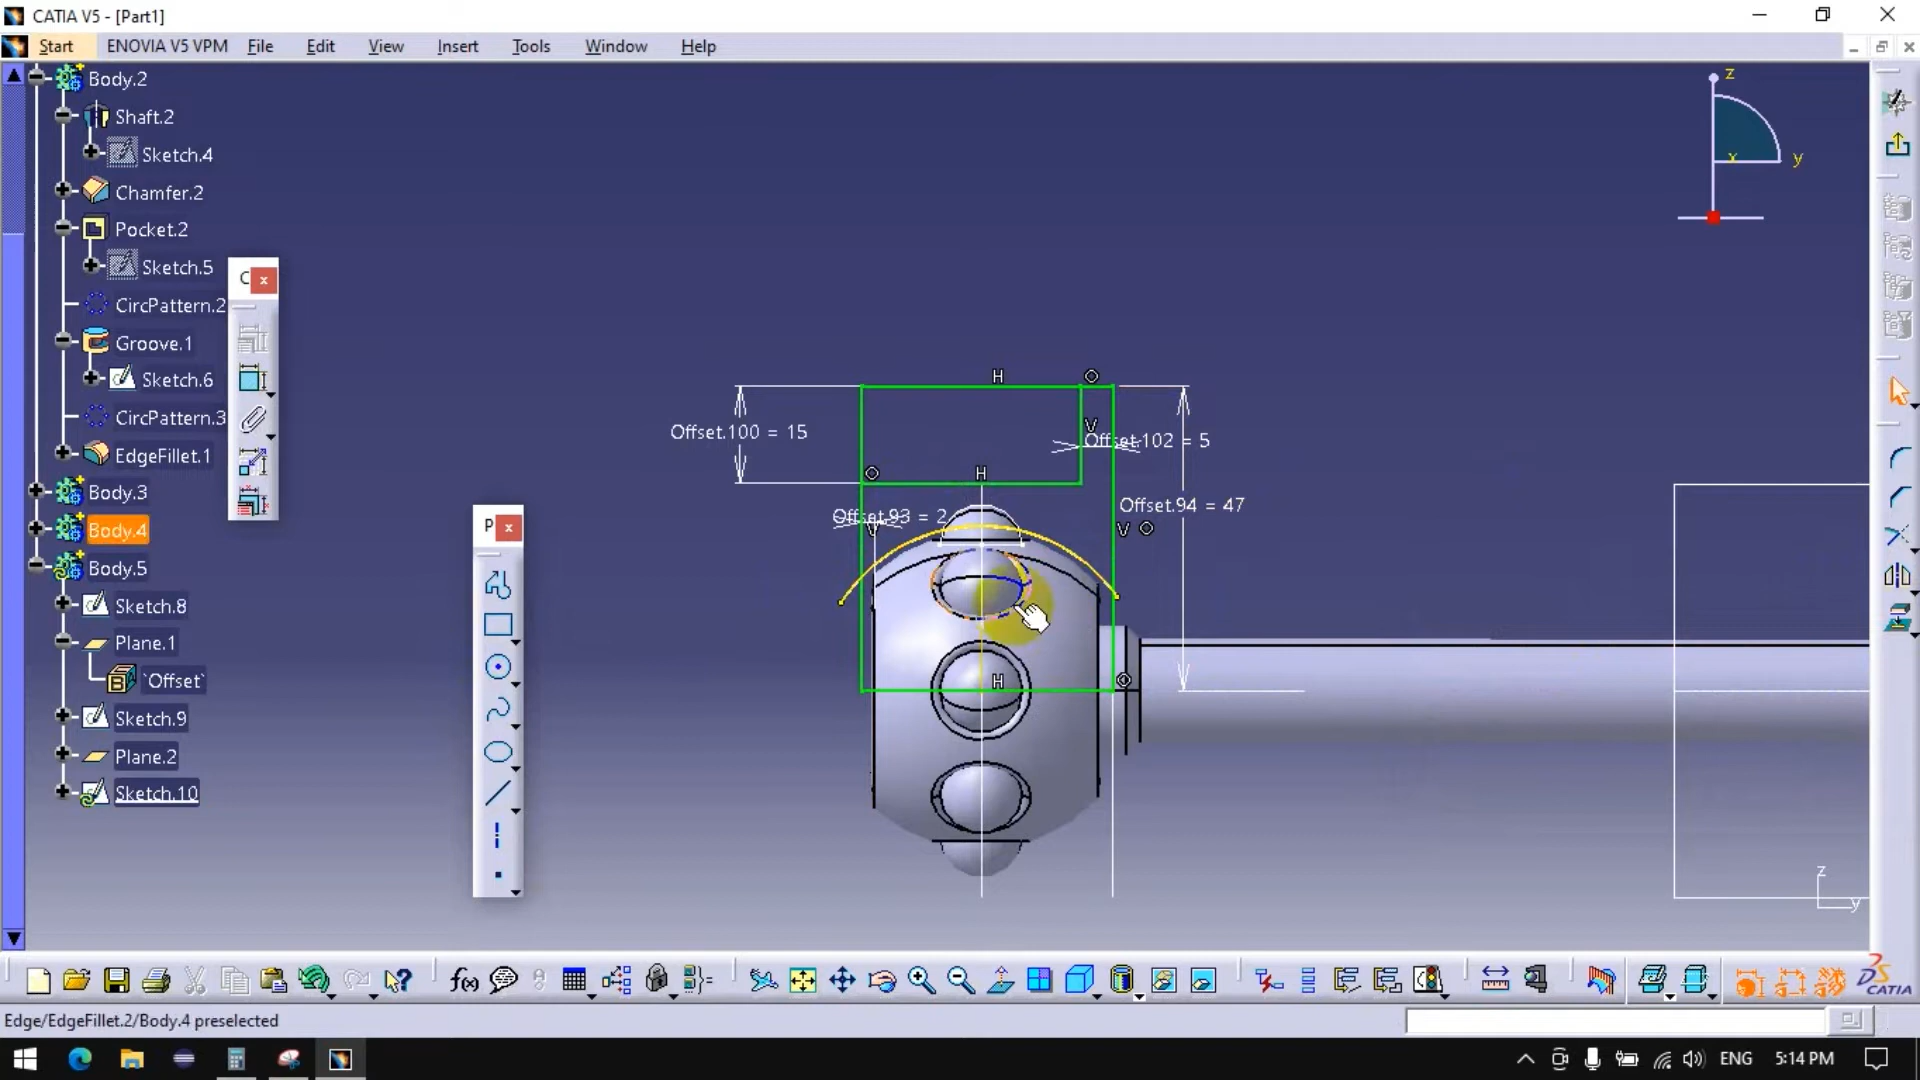 CATIA V5 - [Part1]
Start ENOVIA V5 VPM File Edit View Insert Tools Window Help
Body.2
Shaft.2
Sketch.4
Chamfer.2
Pocket.2
Sketch.5
CircPattern.2
Groove.1
Sketch.6
CircPattern.3
EdgeFillet.1
Body.3
Body.4
Body.5
Sketch.8
Plane.1
`Offset`
Sketch.9
Plane.2
Sketch.10
C
P
z
x
y
H
V
Offset.100 = 15
Offset.102 = 5
H
Offset.94 = 47
Offset.93 = 2
V
V
H
z
y
f(x)
CATIA
Edge/EdgeFillet.2/Body.4 preselected
ENG 5:14 PM